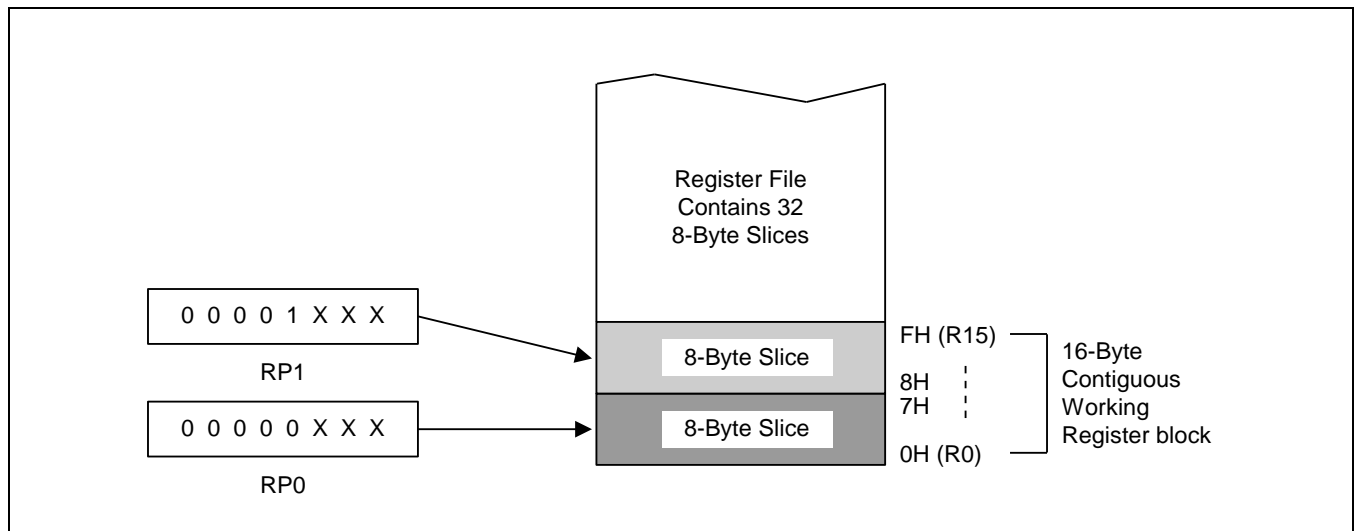 Register File
Contains 32
8-Byte Slices
0 0 0 0 1 X X X
RP1
0 0 0 0 0 X X X
RP0
8-Byte Slice
8-Byte Slice
FH (R15)
8H
7H
0H (R0)
16-Byte
Contiguous
Working
Register block